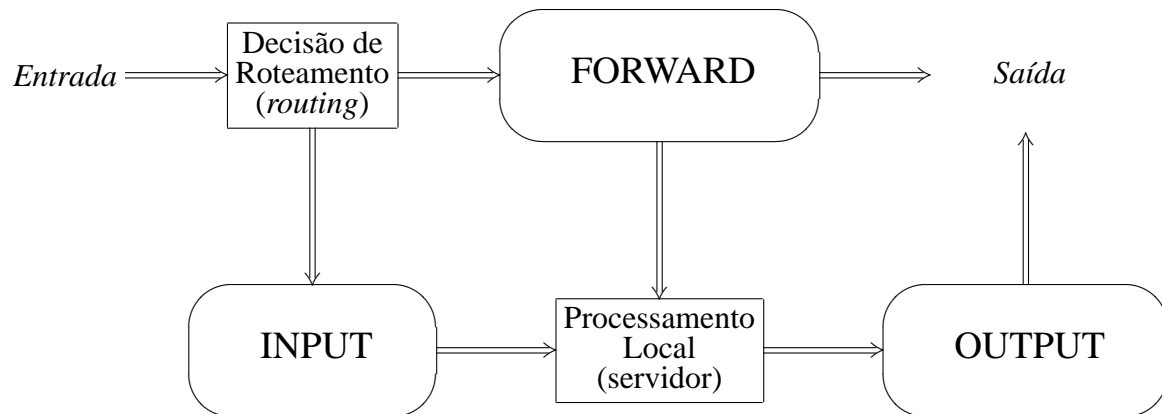 Entrada
Decisão de
Roteamento
(routing)
FORWARD
Saída
INPUT
Processamento
Local
(servidor)
OUTPUT